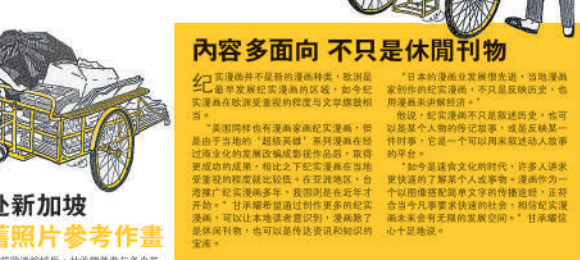 內容多面向 不只是休閒刊物
纪实漫画并不是新的漫画种类，欧洲是
最早发展纪实漫画的区域，如今纪
实漫画在欧洲受重视的程度与文学旗鼓相
当。
“美国同样也有漫画家画纪实漫画，但
是由于当地的‘超级英雄’系列漫画在经
过商业化的发展改编成影视作品后，取得
更成功的成果，相比之下纪实漫画在当地
受重视的程度就比较低。在亚洲地区，台
湾推广纪实漫画多年，我国则是在近年才
开始。”甘承耀希望通过创作更多的纪实
漫画，可以让本地读者意识到，漫画除了
是休闲刊物，也可以是传达资讯和知识的
宝库。
“日本的漫画业发展很先进，当地漫画
家创作的纪实漫画，不只是反映历史，也
用漫画来讲解经济。”
他说，纪实漫画不只是叙述历史，也可
以是某个人物的传记故事，或是反映某一
件时事，它是一个可以用来叙述动人故事
的平台。
“如今是速食文化的时代，许多人讲求
更快速的了解某个人或事物。漫画作为一
个以图像搭配简单文字的传播途经，正符
合当今凡事要求快速的社会，相信纪实漫
画未来会有无限的发展空间。”甘承耀信
心十足地说。
赴新加坡
舊照片參考作畫